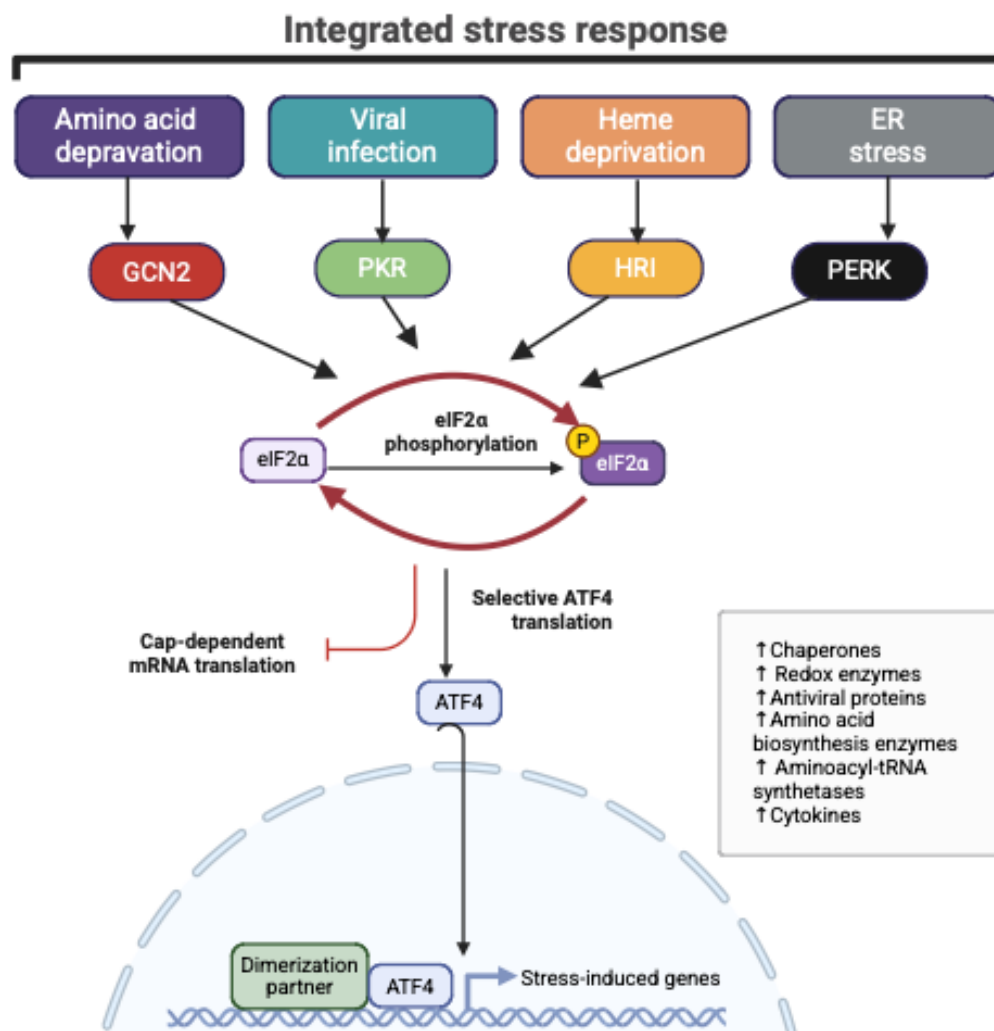 Integrated stress response
Amino acid
depravation
Viral
infection
Heme
deprivation
ER
stress
GCN2
PKR
HRI
PERK
eIF2α
phosphorylation
eIF2α
P
eIF2α
Selective ATF4
translation
Cap-dependent
mRNA translation
ATF4
↑Chaperones
↑ Redox enzymes
↑Antiviral proteins
↑Amino acid
biosynthesis enzymes
↑ Aminoacyl-tRNA
synthetases
↑Cytokines
Dimerization
partner
ATF4
Stress-induced genes